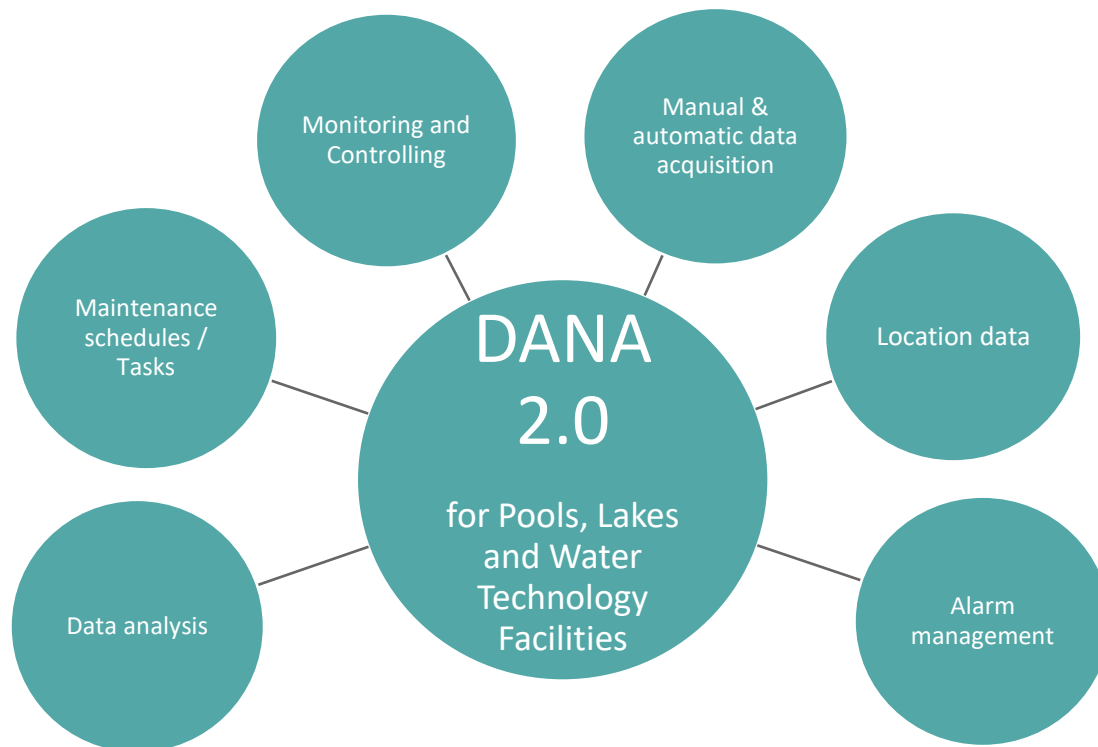 Monitoring and
Controlling
Manual &
automatic data
acquisition
Maintenance
schedules /
Tasks
DANA
2.0
for Pools, Lakes
and Water
Technology
Facilities
Location data
Data analysis
Alarm
management